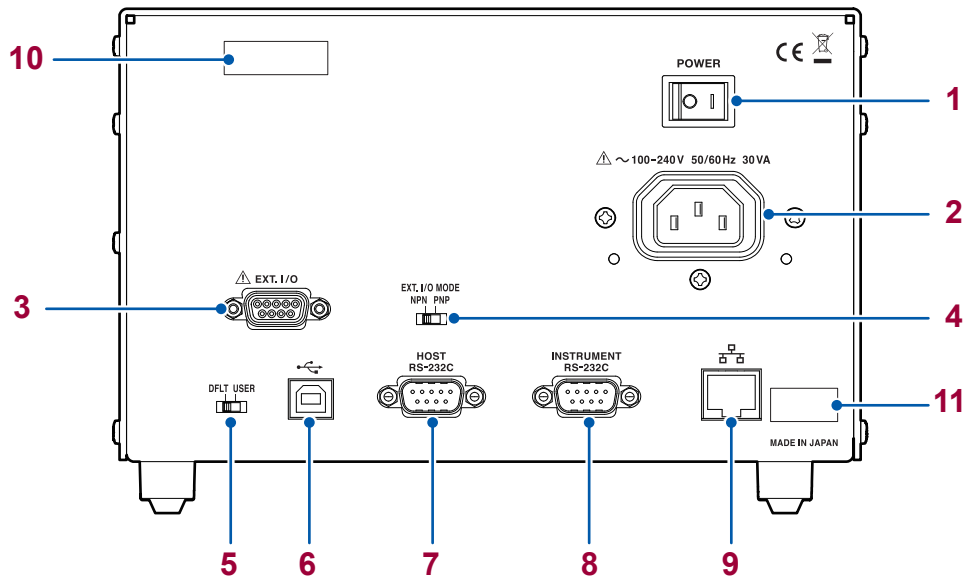 10
CE
POWER
1
~ 100-240V 50/60Hz 30VA
2
EXT. I/O
3
EXT. I/O MODE
NPN PNP
4
HOST
RS-232C
INSTRUMENT
RS-232C
DFLT USER
11
MADE IN JAPAN
5 6 7 8 9